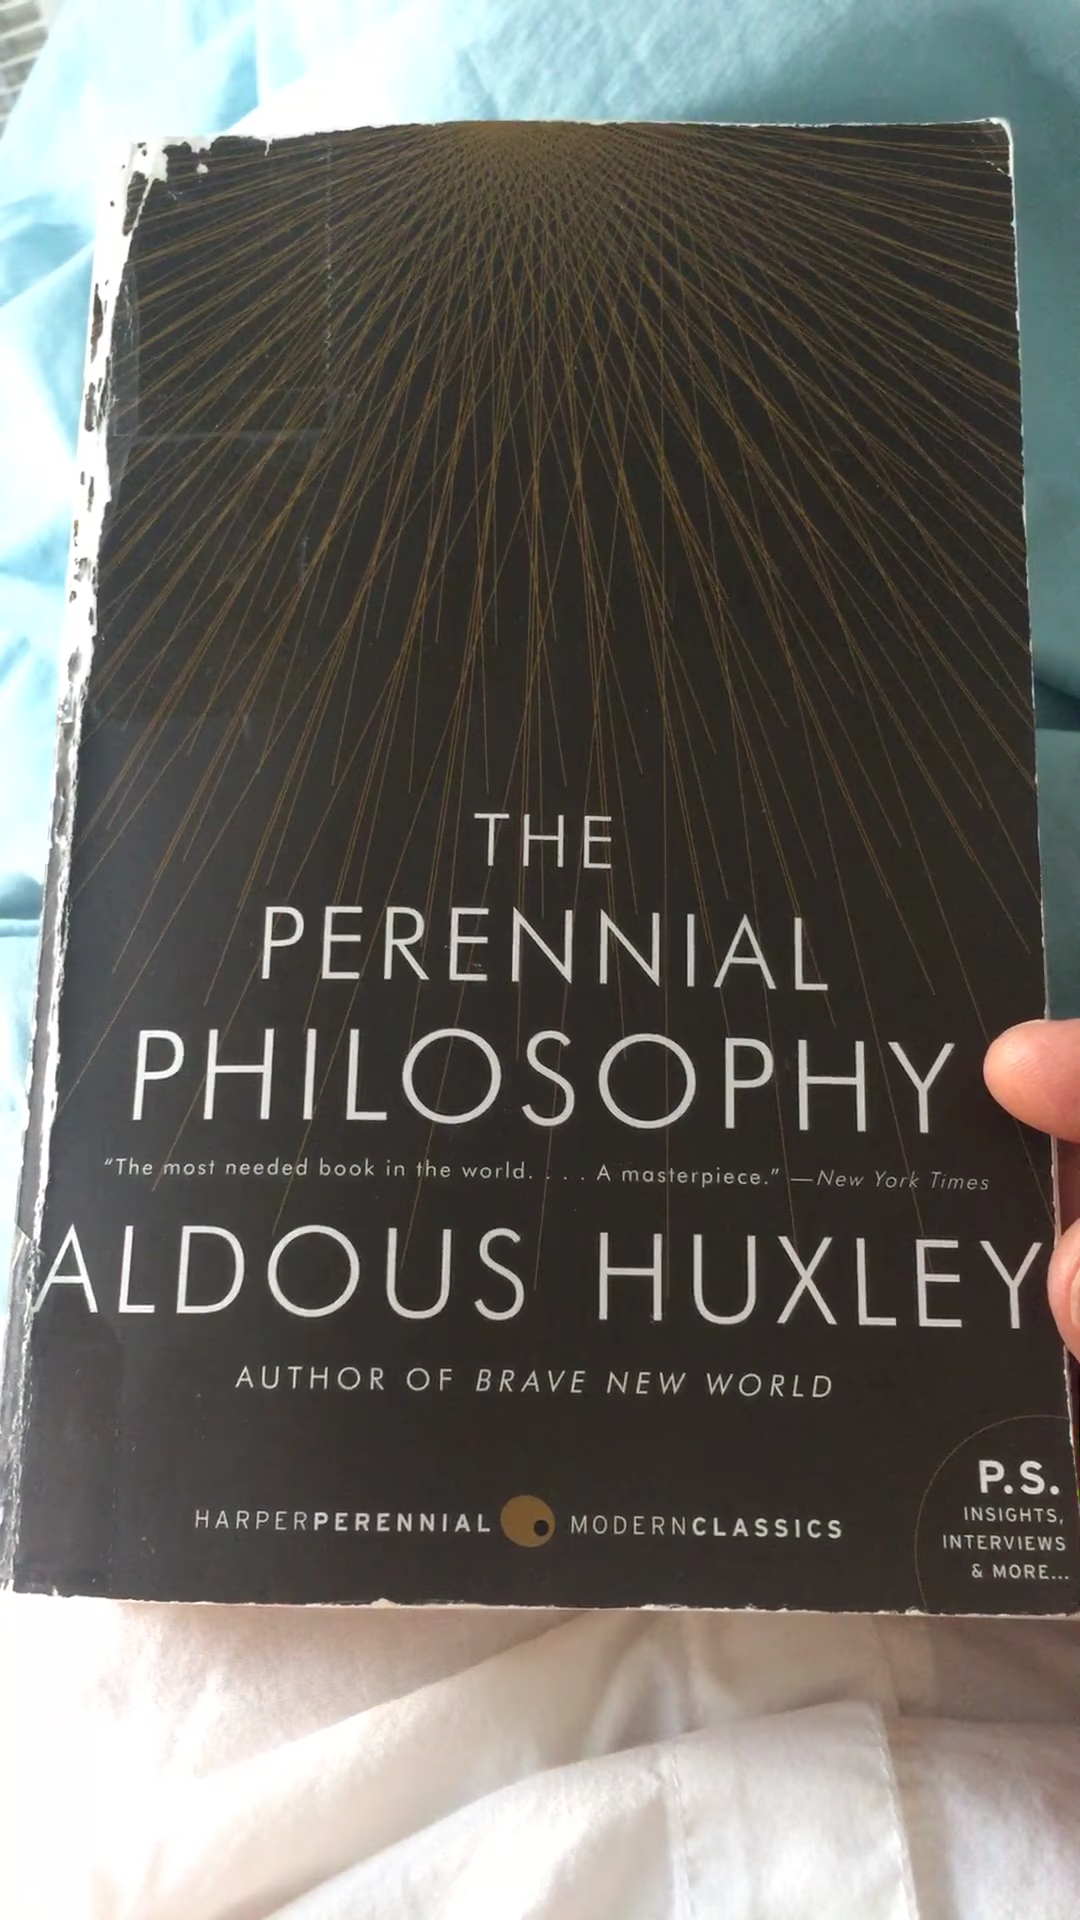 THE
PERENNIAL
PHILOSOPHY
“The most needed book in the world. . . . A masterpiece.” —New York Times
ALDOUS HUXLEY
AUTHOR OF BRAVE NEW WORLD
HARPERPERENNIAL MODERNCLASSICS
P.S.
INSIGHTS,
INTERVIEWS
& MORE...